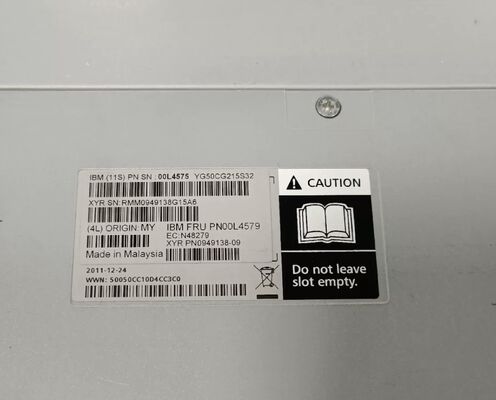 IBM (11S) PN SN : 00L4575 YG50CG215S32
XYR SN:RMM0949138G15A6
(4L) ORIGIN: MY
IBM FRU PN00L4579
EC:N48279
XYR PN0949138-09
Made in Malaysia
2011-12-24
WWN: 50050CC10D4CC3C0
CAUTION
Do not leave
slot empty.